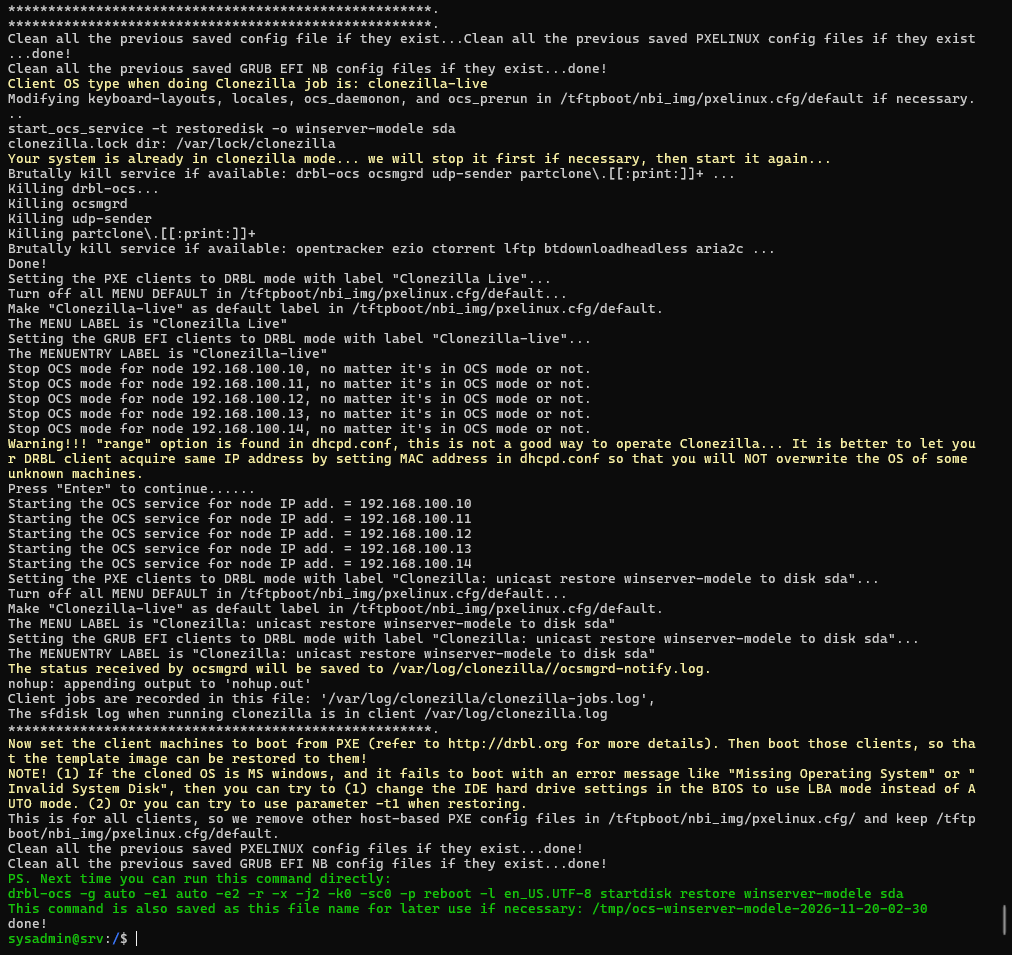 *****************************************************.
*****************************************************.
Clean all the previous saved config file if they exist...Clean all the previous saved PXELINUX config files if they exist
...done!
Clean all the previous saved GRUB EFI NB config files if they exist...done!
Client OS type when doing Clonezilla job is: clonezilla-live
Modifying keyboard-layouts, locales, ocs_daemonon, and ocs_prerun in /tftpboot/nbi_img/pxelinux.cfg/default if necessary.
..
start_ocs_service -t restoredisk -o winserver-modele sda
clonezilla.lock dir: /var/lock/clonezilla
Your system is already in clonezilla mode... we will stop it first if necessary, then start it again...
Brutally kill service if available: drbl-ocs ocsmgrd udp-sender partclone\.[[:print:]]+ ...
Killing drbl-ocs...
Killing ocsmgrd
Killing udp-sender
Killing partclone\.[[:print:]]+
Brutally kill service if available: opentracker ezio ctorrent lftp btdownloadheadless aria2c ...
Done!
Setting the PXE clients to DRBL mode with label "Clonezilla Live"...
Turn off all MENU DEFAULT in /tftpboot/nbi_img/pxelinux.cfg/default...
Make "Clonezilla-live" as default label in /tftpboot/nbi_img/pxelinux.cfg/default.
The MENU LABEL is "Clonezilla Live"
Setting the GRUB EFI clients to DRBL mode with label "Clonezilla-live"...
The MENUENTRY LABEL is "Clonezilla-live"
Stop OCS mode for node 192.168.100.10, no matter it's in OCS mode or not.
Stop OCS mode for node 192.168.100.11, no matter it's in OCS mode or not.
Stop OCS mode for node 192.168.100.12, no matter it's in OCS mode or not.
Stop OCS mode for node 192.168.100.13, no matter it's in OCS mode or not.
Stop OCS mode for node 192.168.100.14, no matter it's in OCS mode or not.
Warning!!! "range" option is found in dhcpd.conf, this is not a good way to operate Clonezilla... It is better to let you
r DRBL client acquire same IP address by setting MAC address in dhcpd.conf so that you will NOT overwrite the OS of some
unknown machines.
Press "Enter" to continue......
Starting the OCS service for node IP add. = 192.168.100.10
Starting the OCS service for node IP add. = 192.168.100.11
Starting the OCS service for node IP add. = 192.168.100.12
Starting the OCS service for node IP add. = 192.168.100.13
Starting the OCS service for node IP add. = 192.168.100.14
Setting the PXE clients to DRBL mode with label "Clonezilla: unicast restore winserver-modele to disk sda"...
Turn off all MENU DEFAULT in /tftpboot/nbi_img/pxelinux.cfg/default...
Make "Clonezilla-live" as default label in /tftpboot/nbi_img/pxelinux.cfg/default.
The MENU LABEL is "Clonezilla: unicast restore winserver-modele to disk sda"
Setting the GRUB EFI clients to DRBL mode with label "Clonezilla: unicast restore winserver-modele to disk sda"...
The MENUENTRY LABEL is "Clonezilla: unicast restore winserver-modele to disk sda"
The status received by ocsmgrd will be saved to /var/log/clonezilla//ocsmgrd-notify.log.
nohup: appending output to 'nohup.out'
Client jobs are recorded in this file: '/var/log/clonezilla/clonezilla-jobs.log',
The sfdisk log when running clonezilla is in client /var/log/clonezilla.log
*****************************************************.
Now set the client machines to boot from PXE (refer to http://drbl.org for more details). Then boot those clients, so tha
t the template image can be restored to them!
NOTE! (1) If the cloned OS is MS windows, and it fails to boot with an error message like "Missing Operating System" or "
Invalid System Disk", then you can try to (1) change the IDE hard drive settings in the BIOS to use LBA mode instead of A
UTO mode. (2) Or you can try to use parameter -t1 when restoring.
This is for all clients, so we remove other host-based PXE config files in /tftpboot/nbi_img/pxelinux.cfg/ and keep /tftp
boot/nbi_img/pxelinux.cfg/default.
Clean all the previous saved PXELINUX config files if they exist...done!
Clean all the previous saved GRUB EFI NB config files if they exist...done!
PS. Next time you can run this command directly:
drbl-ocs -g auto -e1 auto -e2 -r -x -j2 -k0 -sc0 -p reboot -l en_US.UTF-8 startdisk restore winserver-modele sda
This command is also saved as this file name for later use if necessary: /tmp/ocs-winserver-modele-2026-11-20-02-30
done!
sysadmin@srv:/$